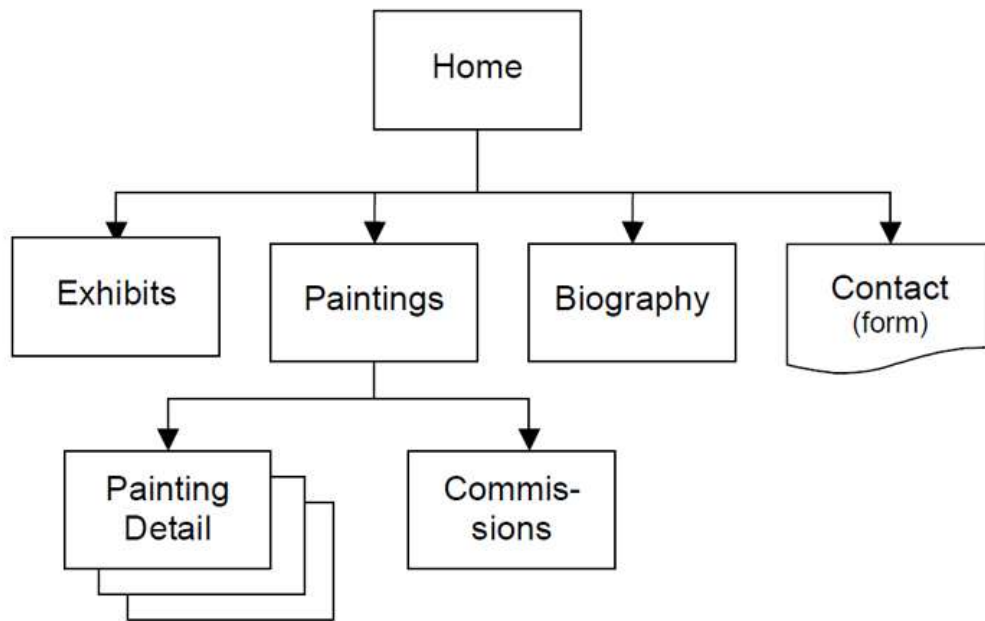 Home
Exhibits
Paintings
Biography
Contact
(form)
Painting
Detail
Commis-
sions